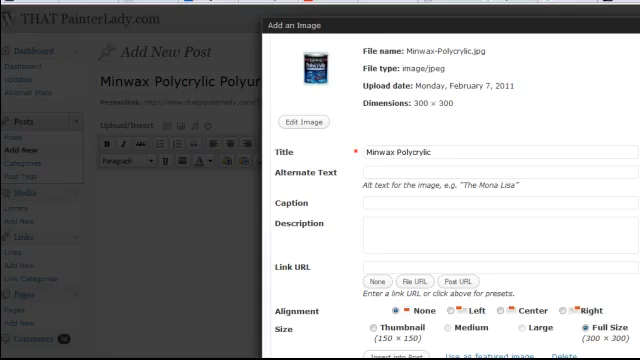 THAT PainterLady.com
Add an Image
Dashboard
Dashboard
Updates
Akismet Stats
Posts
Posts
Add New
Categories
Post Tags
Media
Library
Add New
Links
Links
Add New
Link Categories
Pages
Pages
Add New
Comments
Add New Post
Minwax Polycrylic Polyur
Permalink: http://www.thatpainterlady.com/
Upload/Insert
B I ABC
Paragraph U A
File name: Minwax-Polycrylic.jpg
File type: image/jpeg
Upload date: Monday, February 7, 2011
Dimensions: 300 × 300
Edit Image
Title * Minwax Polycrylic
Alternate Text
Alt text for the image, e.g. "The Mona Lisa"
Caption
Description
Link URL
None File URL Post URL
Enter a link URL or click above for presets.
Alignment None Left Center Right
Size Thumbnail Medium Large Full Size
(150 × 150) (300 × 300)
Insert into Post Use as featured image Delete